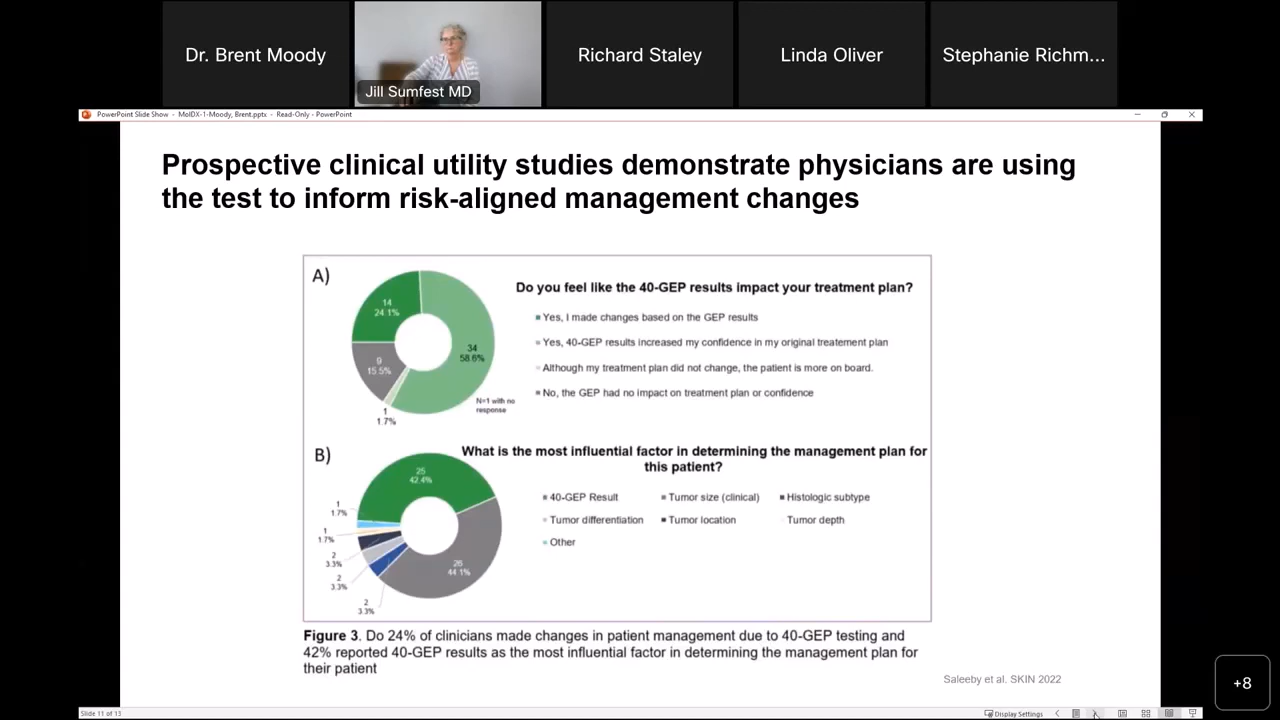 Dr. Brent Moody
Jill Sumfest MD
Richard Staley
Linda Oliver
Stephanie Richm...
PowerPoint Slide Show - MolDX-1-Moody, Brent.pptx - Read-Only - PowerPoint
Prospective clinical utility studies demonstrate physicians are using
the test to inform risk-aligned management changes
A)
Do you feel like the 40-GEP results impact your treatment plan?
14
24.1%
34
58.6%
9
15.5%
1
1.7%
N=1 with no
response
Yes, I made changes based on the GEP results
Yes, 40-GEP results increased my confidence in my original treatement plan
Although my treatment plan did not change, the patient is more on board.
No, the GEP had no impact on treatment plan or confidence
B)
What is the most influential factor in determining the management plan for
this patient?
25
42.4%
1
1.7%
1
1.7%
2
3.3%
2
3.3%
2
3.3%
26
44.1%
40-GEP Result
Tumor size (clinical)
Histologic subtype
Tumor differentiation
Tumor location
Tumor depth
Other
Figure 3. Do 24% of clinicians made changes in patient management due to 40-GEP testing and
42% reported 40-GEP results as the most influential factor in determining the management plan for
their patient
Saleeby et al. SKIN 2022
+8
Slide 11 of 13
Display Settings